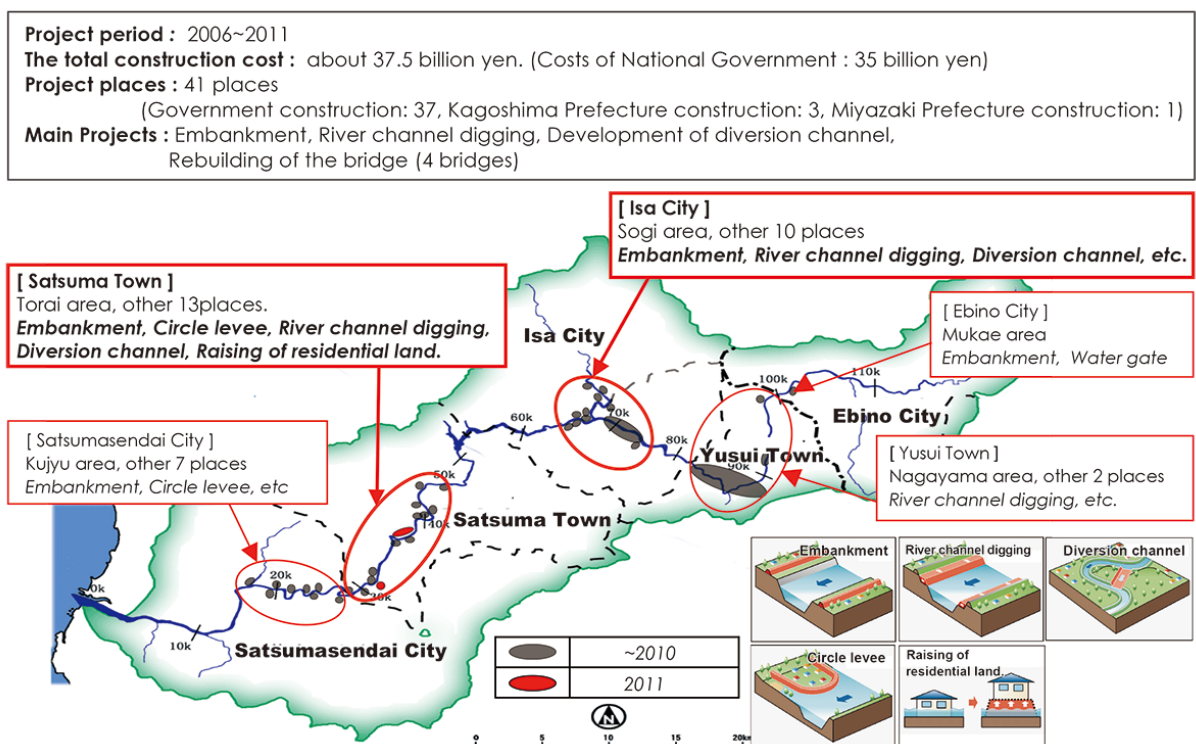 Project period : 2006~2011
The total construction cost : about 37.5 billion yen. (Costs of National Government : 35 billion yen)
Project places : 41 places
(Government construction: 37, Kagoshima Prefecture construction: 3, Miyazaki Prefecture construction: 1)
Main Projects : Embankment, River channel digging, Development of diversion channel,
Rebuilding of the bridge (4 bridges)
[ Isa City ]
Sogi area, other 10 places
Embankment, River channel digging, Diversion channel, etc.
[ Satsuma Town ]
Torai area, other 13places.
Embankment, Circle levee, River channel digging,
Diversion channel, Raising of residential land.
[ Ebino City ]
Mukae area
Embankment, Water gate
[ Satsumasendai City ]
Kujyu area, other 7 places
Embankment, Circle levee, etc
[ Yusui Town ]
Nagayama area, other 2 places
River channel digging, etc.
Isa City
Ebino City
Yusui Town
Satsuma Town
Satsumasendai City
0k
10k
20k
50k
60k
80k
90k
100k
110k
~2010
2011
N
0 5 10 15 20km
Embankment
River channel digging
Diversion channel
Circle levee
Raising of
residential land